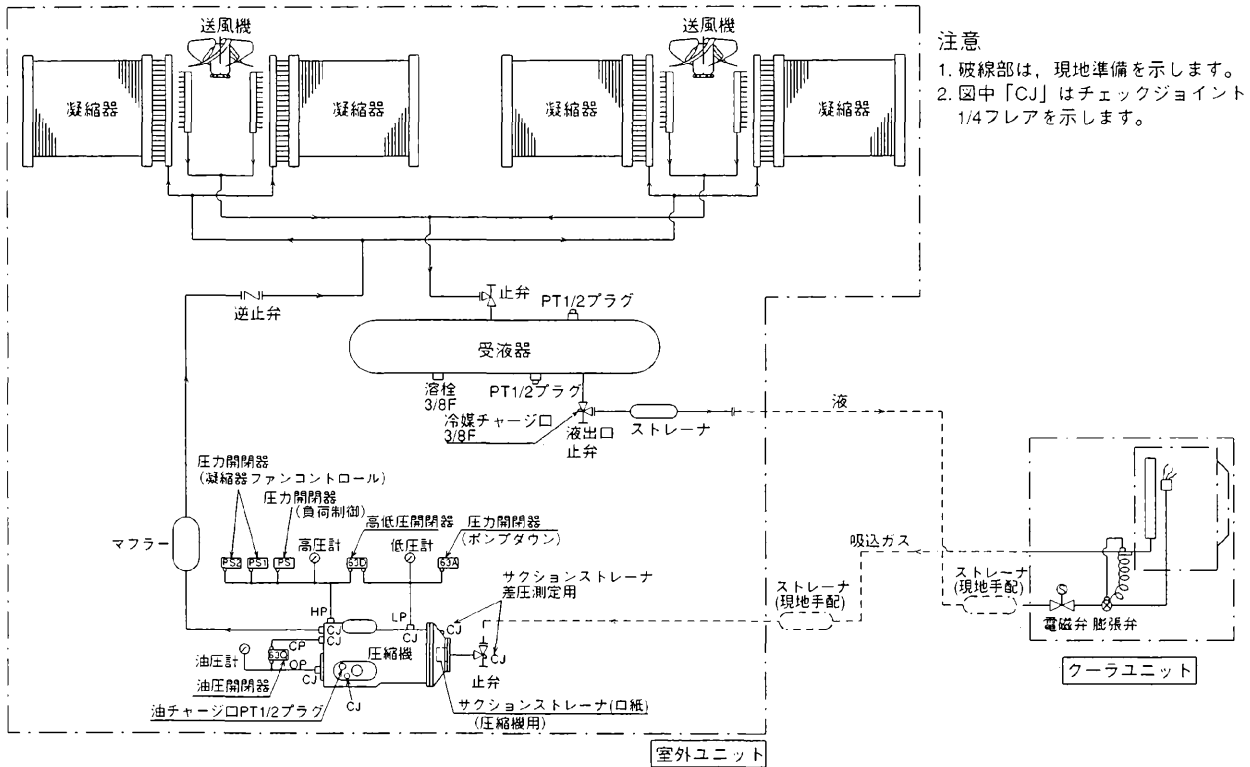 送風機
送風機
凝縮器
凝縮器
凝縮器
凝縮器
注意
1. 破線部は，現地準備を示します。
2. 図中「CJ」はチェックジョイント
1/4フレアを示します。
逆止弁
止弁
PT1/2プラグ
受液器
溶栓
3/8F
PT1/2プラグ
冷媒チャージ口
3/8F
液出口
止弁
ストレーナ
液
圧力開閉器
(凝縮器ファンコントロール)
圧力開閉器
(負荷制御)
高圧計
高低圧開閉器
低圧計
圧力開閉器
(ポンプダウン)
マフラー
PS2
PS1
PS
63D
63A
吸込ガス
サクションストレーナ
差圧測定用
ストレーナ
(現地手配)
ストレーナ
(現地手配)
電磁弁
膨張弁
S
クーラユニット
HP
LP
CJ
CJ
CJ
CJ
CP
63Q
OP
CJ
油圧計
油圧開閉器
圧縮機
CJ
止弁
CJ
油チャージ口PT1/2プラグ
サクションストレーナ(口紙)
(圧縮機用)
室外ユニット